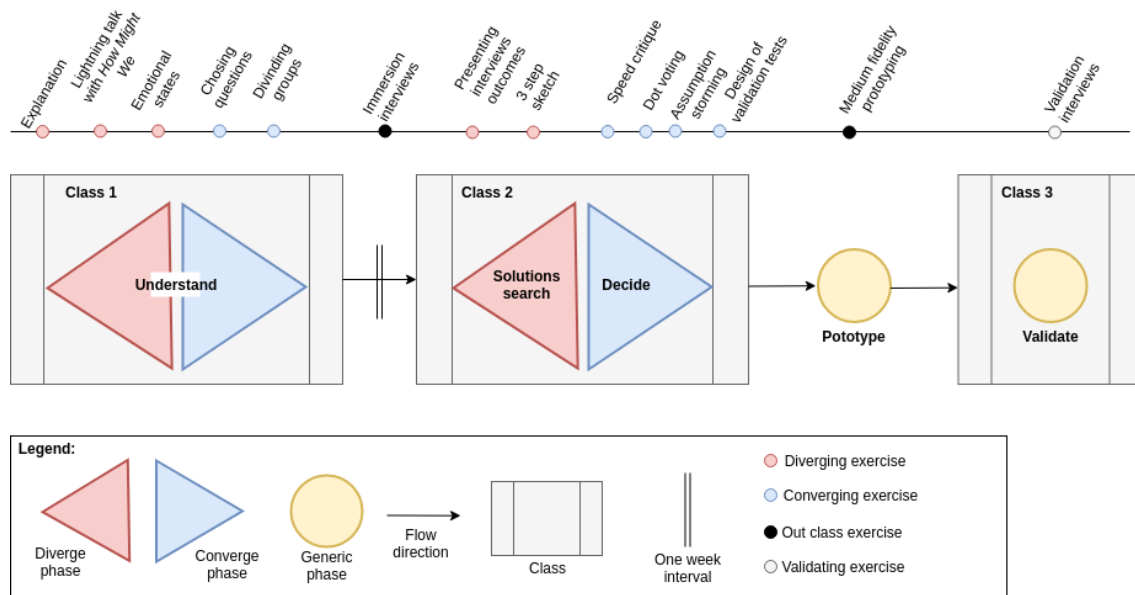 Explanation
Lightning talk
with How Might
We
Emotional
states
Chosing
questions
Divinding
groups
Immersion
interviews
Presenting
interviews
outcomes
3 step
sketch
Speed critique
Dot voting
Assumption
storming
Design of
validation tests
Medium fidelity
prototyping
Validation
interviews
Class 1
Understand
Class 2
Solutions
search
Decide
Pototype
Class 3
Validate
Legend:
Diverge
phase
Converge
phase
Generic
phase
Flow
direction
Class
One week
interval
Diverging exercise
Converging exercise
Out class exercise
Validating exercise